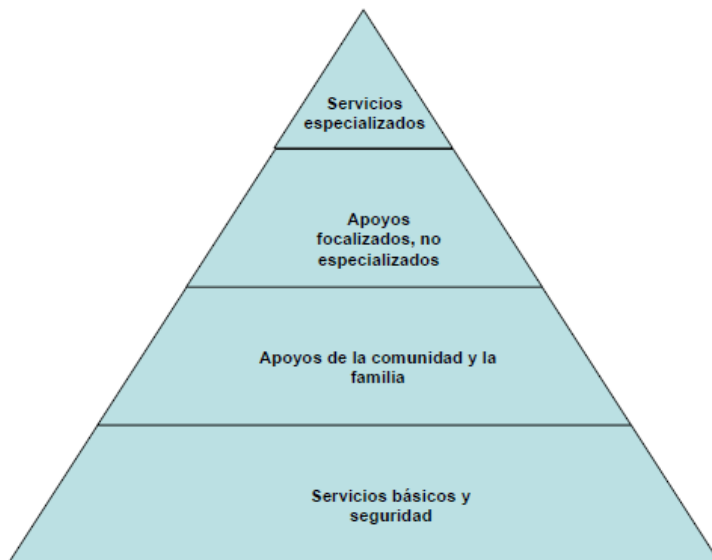 Servicios
especializados
Apoyos
focalizados, no
especializados
Apoyos de la comunidad y la
familia
Servicios básicos y
seguridad